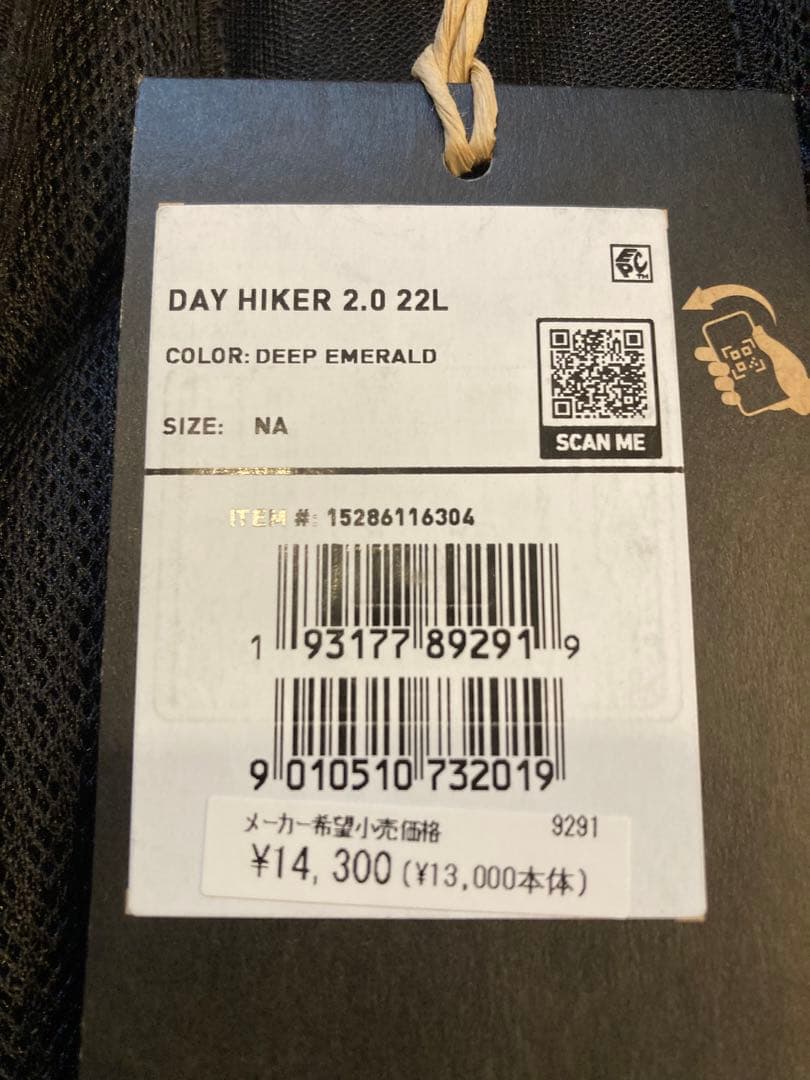 EPC™
DAY HIKER 2.0 22L
COLOR: DEEP EMERALD
SIZE: NA
SCAN ME
ITEM #: 15286116304
1 93177 89291 9
9 010510 732019
メーカー希望小売価格 9291
¥14,300 (¥13,000本体)